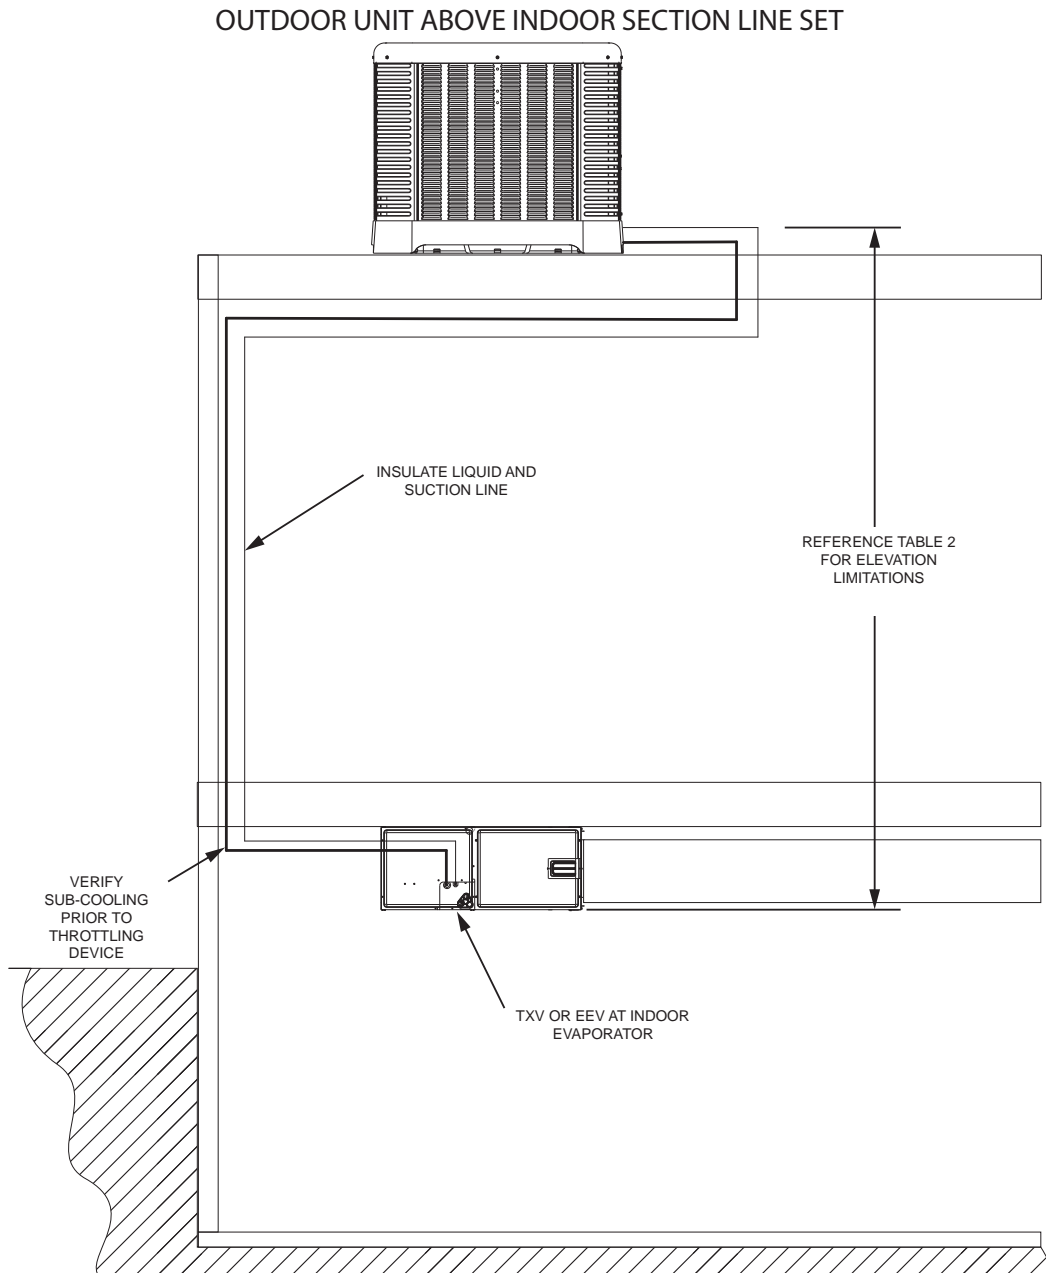 OUTDOOR UNIT ABOVE INDOOR SECTION LINE SET
INSULATE LIQUID AND
SUCTION LINE
REFERENCE TABLE 2
FOR ELEVATION
LIMITATIONS
VERIFY
SUB-COOLING
PRIOR TO
THROTTLING
DEVICE
TXV OR EEV AT INDOOR
EVAPORATOR